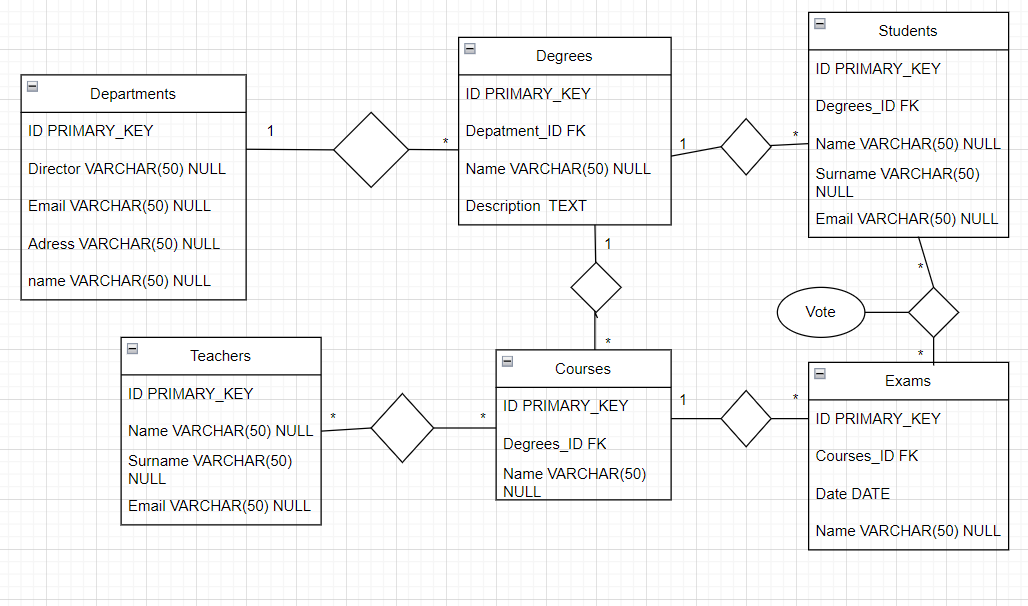 Departments
ID PRIMARY_KEY
Director VARCHAR(50) NULL
Email VARCHAR(50) NULL
Adress VARCHAR(50) NULL
name VARCHAR(50) NULL
1
*
Degrees
ID PRIMARY_KEY
Depatment_ID FK
Name VARCHAR(50) NULL
Description TEXT
1
*
Students
ID PRIMARY_KEY
Degrees_ID FK
Name VARCHAR(50) NULL
Surname VARCHAR(50)
NULL
Email VARCHAR(50) NULL
1
*
*
Vote
*
Teachers
ID PRIMARY_KEY
Name VARCHAR(50) NULL
Surname VARCHAR(50)
NULL
Email VARCHAR(50) NULL
*
*
Courses
ID PRIMARY_KEY
Degrees_ID FK
Name VARCHAR(50)
NULL
1
*
Exams
ID PRIMARY_KEY
Courses_ID FK
Date DATE
Name VARCHAR(50) NULL